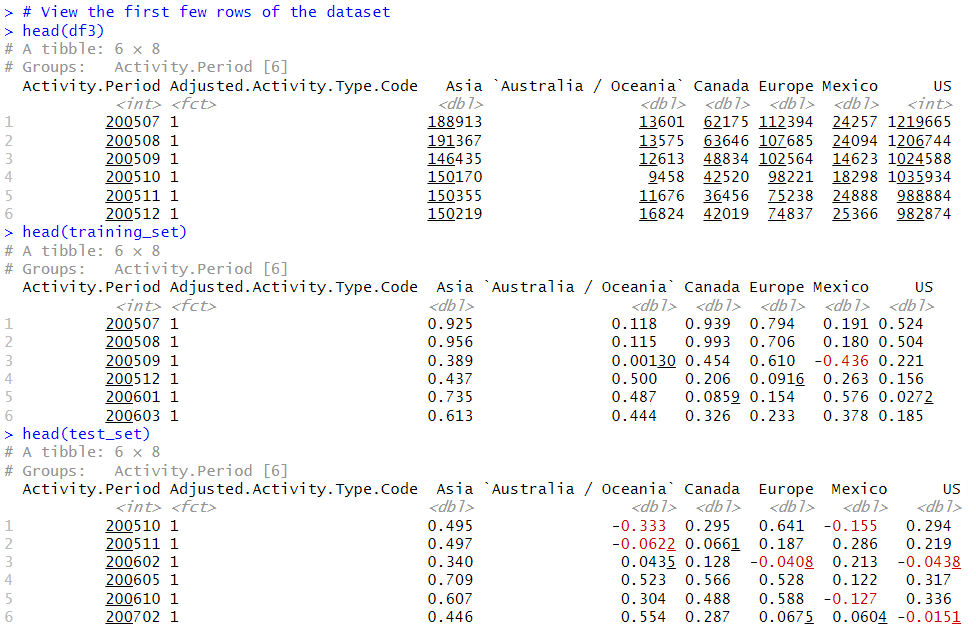 > # View the first few rows of the dataset
> head(df3)
# A tibble: 6 × 8
# Groups:   Activity.Period [6]
  Activity.Period Adjusted.Activity.Type.Code   Asia `Australia / Oceania` Canada Europe Mexico      US
            <int> <fct>                        <dbl>                 <dbl>  <dbl>  <dbl>  <dbl>   <int>
1          200507 1                           188913                 13601  62175 112394  24257 1219665
2          200508 1                           191367                 13575  63646 107685  24094 1206744
3          200509 1                           146435                 12613  48834 102564  14623 1024588
4          200510 1                           150170                  9458  42520  98221  18298 1035934
5          200511 1                           150355                 11676  36456  75238  24888  988884
6          200512 1                           150219                 16824  42019  74837  25366  982874
> head(training_set)
# A tibble: 6 × 8
# Groups:   Activity.Period [6]
  Activity.Period Adjusted.Activity.Type.Code  Asia `Australia / Oceania` Canada Europe Mexico     US
            <int> <fct>                       <dbl>                 <dbl>  <dbl>  <dbl>  <dbl>  <dbl>
1          200507 1                           0.925               0.118   0.939  0.794   0.191 0.524
2          200508 1                           0.956               0.115   0.993  0.706   0.180 0.504
3          200509 1                           0.389               0.00130 0.454  0.610  -0.436 0.221
4          200512 1                           0.437               0.500   0.206  0.0916  0.263 0.156
5          200601 1                           0.735               0.487   0.0859 0.154   0.576 0.0272
6          200603 1                           0.613               0.444   0.326  0.233   0.378 0.185
> head(test_set)
# A tibble: 6 × 8
# Groups:   Activity.Period [6]
  Activity.Period Adjusted.Activity.Type.Code  Asia `Australia / Oceania` Canada  Europe  Mexico      US
            <int> <fct>                       <dbl>                 <dbl>  <dbl>   <dbl>   <dbl>   <dbl>
1          200510 1                           0.495               -0.333  0.295   0.641  -0.155   0.294
2          200511 1                           0.497               -0.0622 0.0661  0.187   0.286   0.219
3          200602 1                           0.340                0.0435 0.128  -0.0408  0.213  -0.0438
4          200605 1                           0.709                0.523  0.566   0.528   0.122   0.317
5          200610 1                           0.607                0.304  0.488   0.588  -0.127   0.336
6          200702 1                           0.446                0.554  0.287   0.0675  0.0604 -0.0151